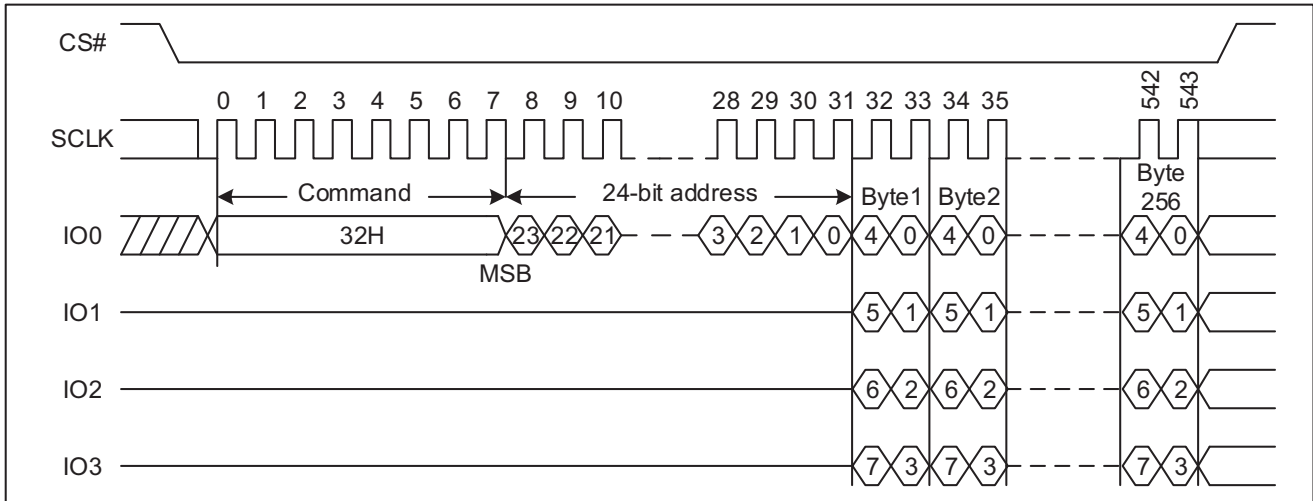 CS#
0 1 2 3 4 5 6 7 8 9 10 28 29 30 31 32 33 34 35 542 543
SCLK
Command 24-bit address Byte1 Byte2 Byte
256
IO0 32H 23 22 21 3 2 1 0 4 0 4 0 4 0
MSB
IO1 5 1 5 1 5 1
IO2 6 2 6 2 6 2
IO3 7 3 7 3 7 3